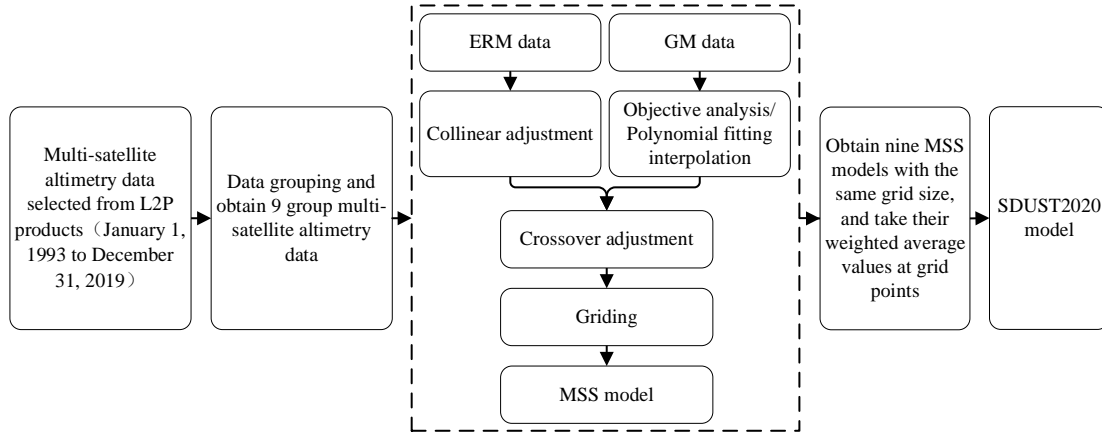 Multi-satellite
altimetry data
selected from L2P
products（January 1,
1993 to December
31, 2019）
Data grouping and
obtain 9 group multi-
satellite altimetry
data
ERM data
GM data
Collinear adjustment
Objective analysis/
Polynomial fitting
interpolation
Crossover adjustment
Griding
MSS model
Obtain nine MSS
models with the
same grid size,
and take their
weighted average
values at grid
points
SDUST2020
model